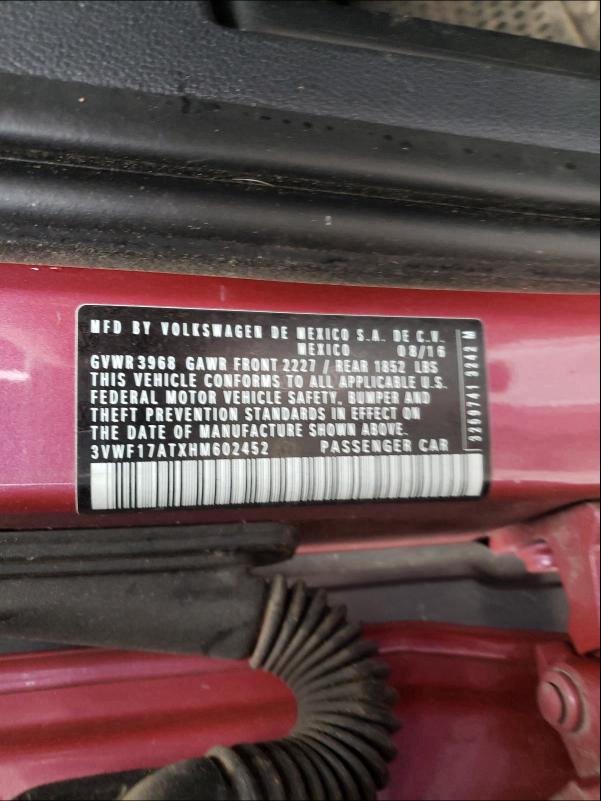 MFD BY VOLKSWAGEN DE MEXICO S.A. DE C.V.
MEXICO 08/16
GVWR 3968 GAWR FRONT 2227 / REAR 1852 LBS
THIS VEHICLE CONFORMS TO ALL APPLICABLE U.S.
FEDERAL MOTOR VEHICLE SAFETY, BUMPER AND
THEFT PREVENTION STANDARDS IN EFFECT ON
THE DATE OF MANUFACTURE SHOWN ABOVE.
3VWF17ATXHM602452 PASSENGER CAR
3269741 3242 M